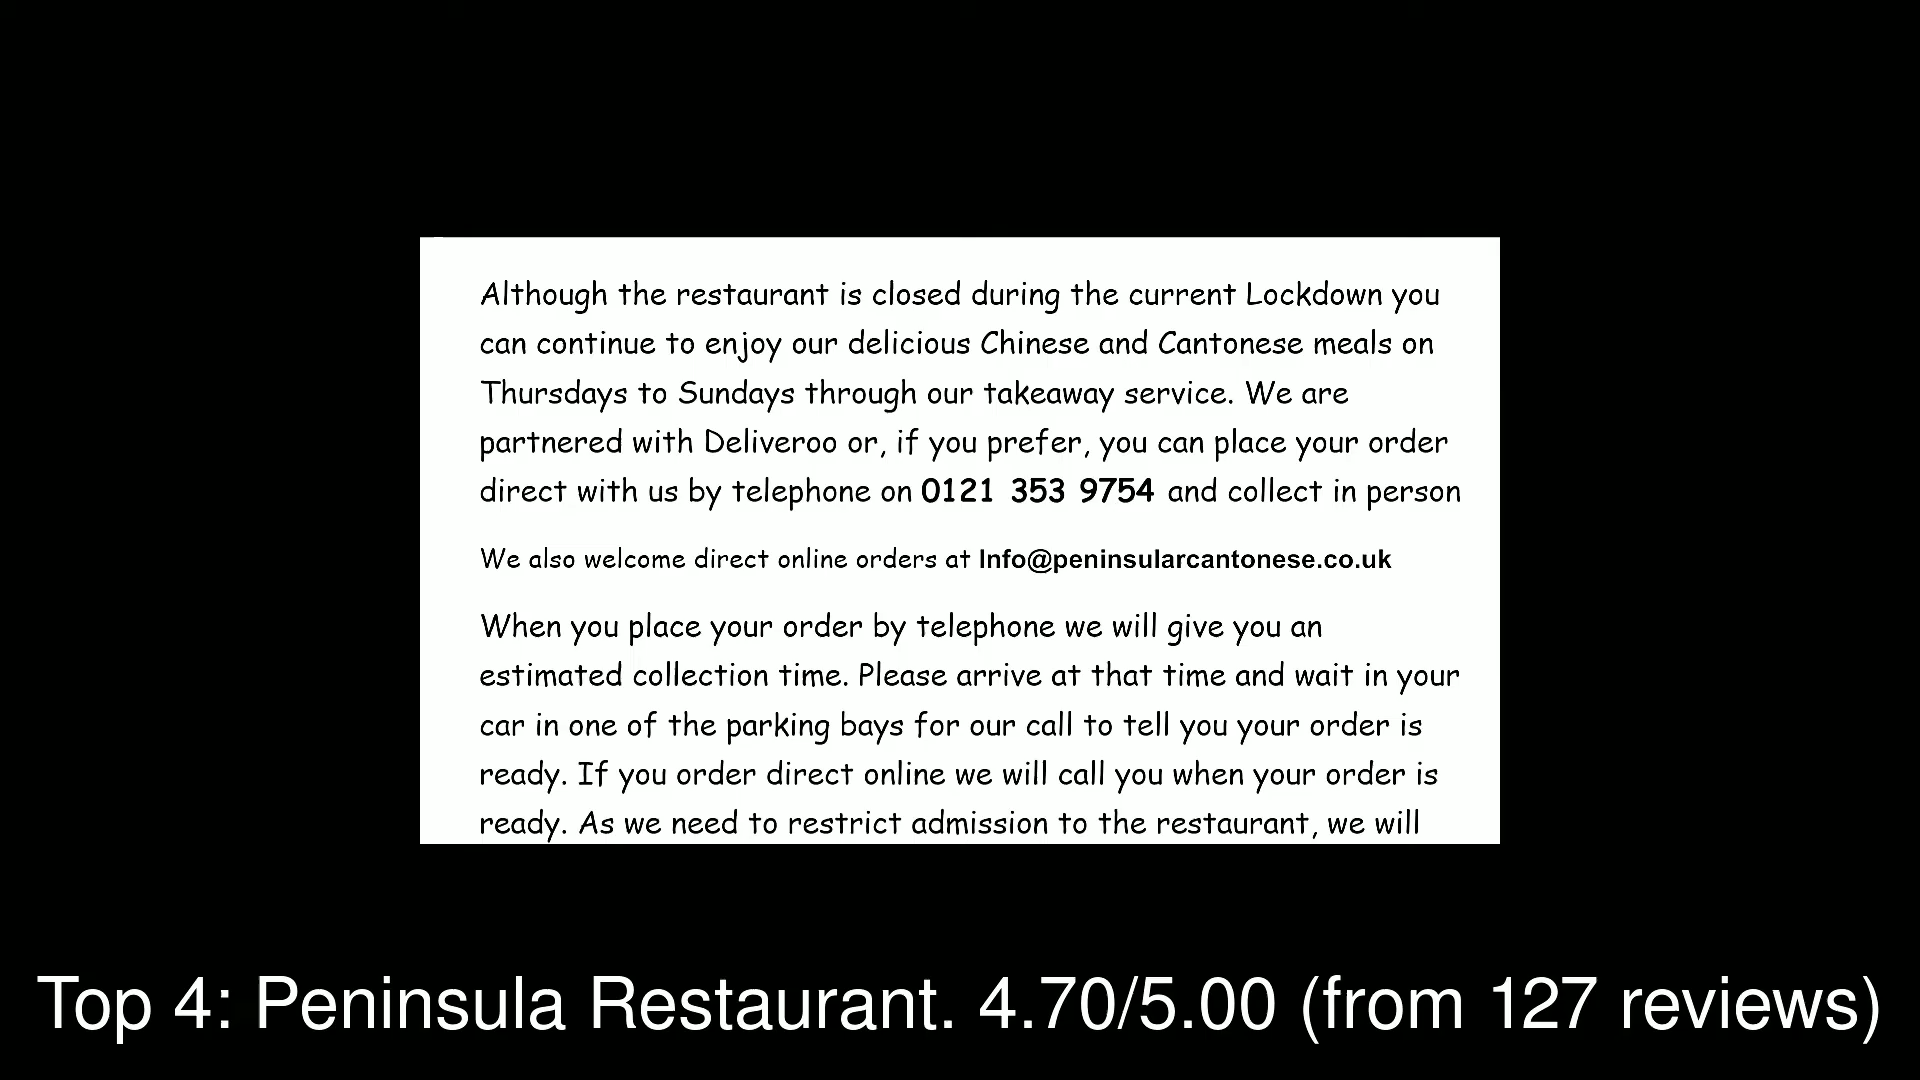 Although the restaurant is closed during the current Lockdown you
can continue to enjoy our delicious Chinese and Cantonese meals on
Thursdays to Sundays through our takeaway service. We are
partnered with Deliveroo or, if you prefer, you can place your order
direct with us by telephone on 0121 353 9754 and collect in person
We also welcome direct online orders at Info@peninsularcantonese.co.uk
When you place your order by telephone we will give you an
estimated collection time. Please arrive at that time and wait in your
car in one of the parking bays for our call to tell you your order is
ready. If you order direct online we will call you when your order is
ready. As we need to restrict admission to the restaurant, we will
Top 4: Peninsula Restaurant. 4.70/5.00 (from 127 reviews)